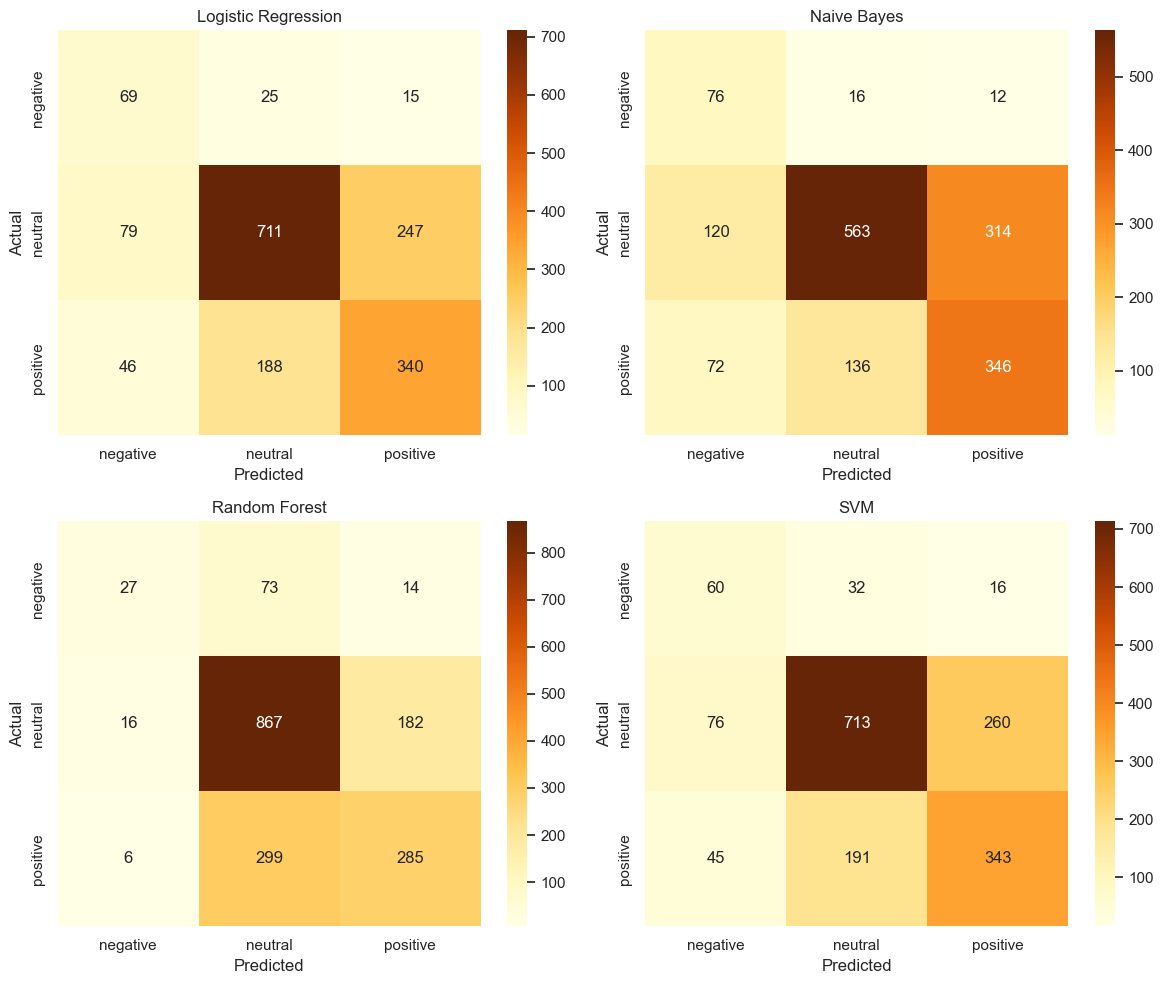 Logistic Regression
negative
neutral
positive
Actual
69 25 15
79 711 247
46 188 340
negative neutral positive
Predicted
700
600
500
400
300
200
100
Naive Bayes
negative
neutral
positive
Actual
76 16 12
120 563 314
72 136 346
negative neutral positive
Predicted
500
400
300
200
100
Random Forest
negative
neutral
positive
Actual
27 73 14
16 867 182
6 299 285
negative neutral positive
Predicted
800
700
600
500
400
300
200
100
SVM
negative
neutral
positive
Actual
60 32 16
76 713 260
45 191 343
negative neutral positive
Predicted
700
600
500
400
300
200
100